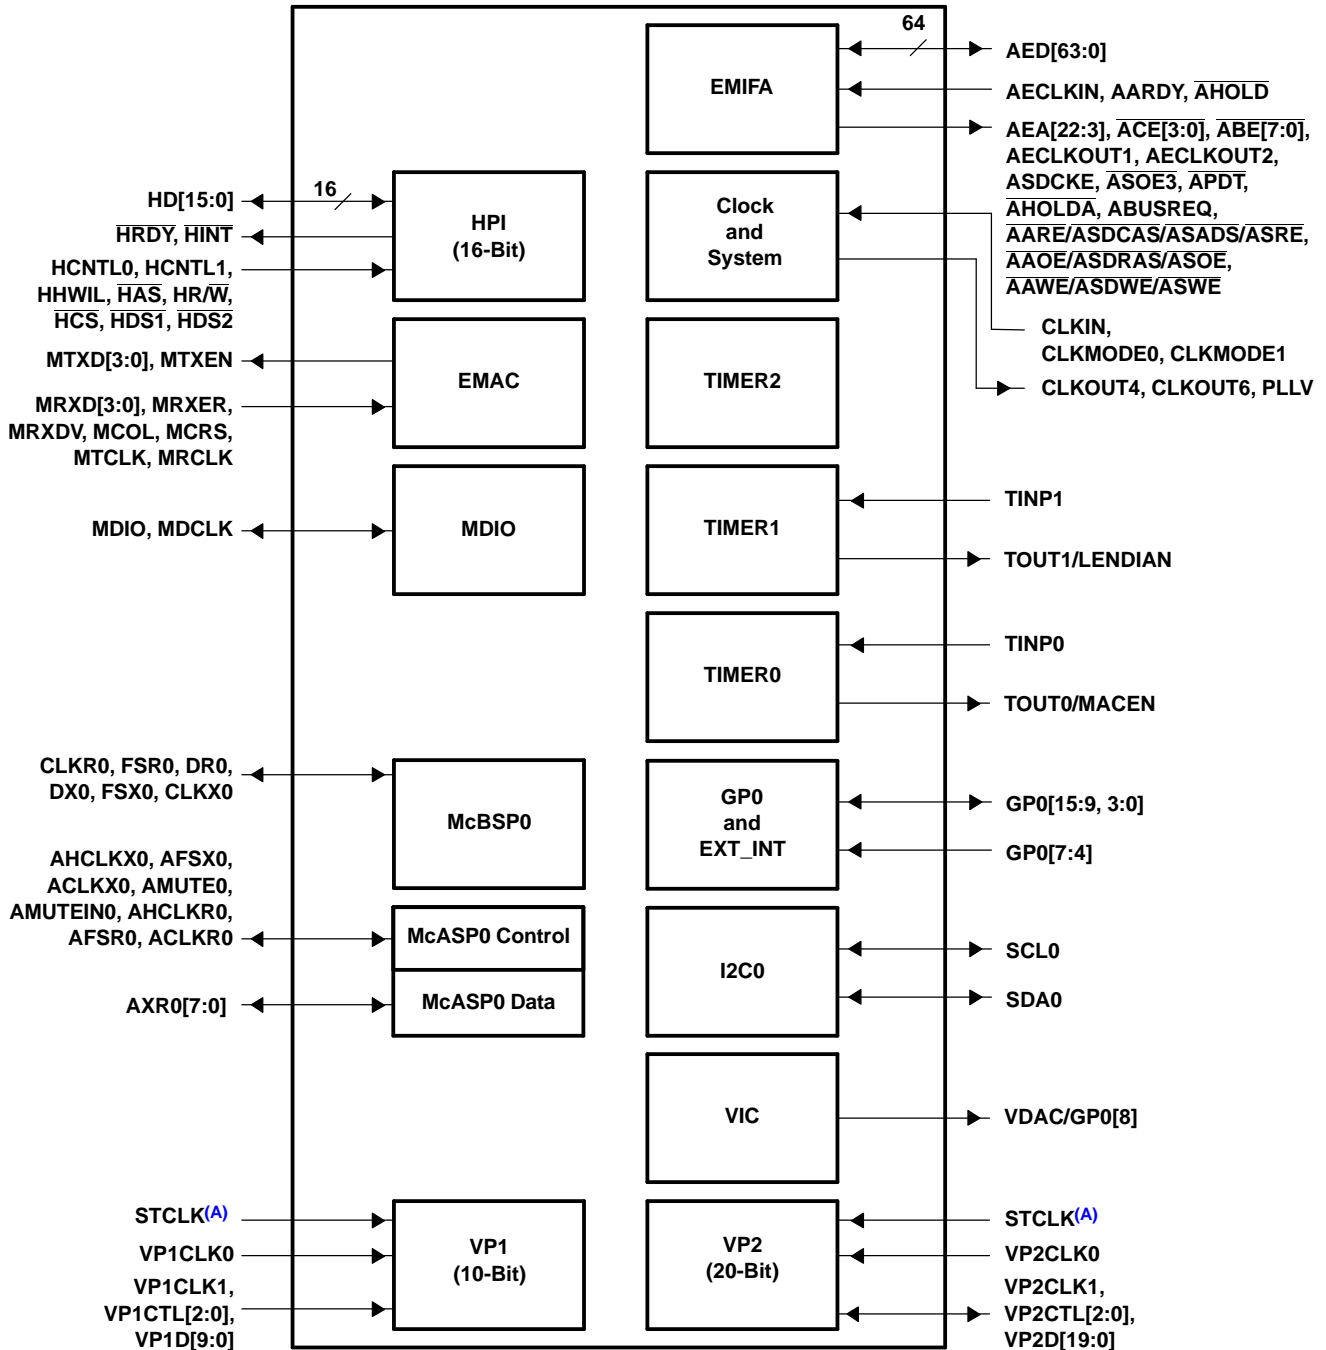 64
AED[63:0]
EMIFA
AECLKIN, AARDY, AHOLD
AEA[22:3], ACE[3:0], ABE[7:0],
AECLKOUT1, AECLKOUT2,
ASDCKE, ASOE3, APDT,
AHOLDA, ABUSREQ,
AARE/ASDCAS/ASADS/ASRE,
AAOE/ASDRAS/ASOE,
AAWE/ASDWE/ASWE
HD[15:0]
16
HRDY, HINT
HCNTL0, HCNTL1,
HHWIL, HAS, HR/W,
HCS, HDS1, HDS2
HPI
(16-Bit)
Clock
and
System
CLKIN,
CLKMODE0, CLKMODE1
CLKOUT4, CLKOUT6, PLLV
MTXD[3:0], MTXEN
MRXD[3:0], MRXER,
MRXDV, MCOL, MCRS,
MTCLK, MRCLK
EMAC
TIMER2
MDIO, MDCLK
MDIO
TIMER1
TINP1
TOUT1/LENDIAN
TIMER0
TINP0
TOUT0/MACEN
CLKR0, FSR0, DR0,
DX0, FSX0, CLKX0
McBSP0
GP0
and
EXT_INT
GP0[15:9, 3:0]
GP0[7:4]
AHCLKX0, AFSX0,
ACLKX0, AMUTE0,
AMUTEIN0, AHCLKR0,
AFSR0, ACLKR0
McASP0 Control
AXR0[7:0]
McASP0 Data
I2C0
SCL0
SDA0
VIC
VDAC/GP0[8]
STCLK(A)
VP1CLK0
VP1CLK1,
VP1CTL[2:0],
VP1D[9:0]
VP1
(10-Bit)
VP2
(20-Bit)
STCLK(A)
VP2CLK0
VP2CLK1,
VP2CTL[2:0],
VP2D[19:0]